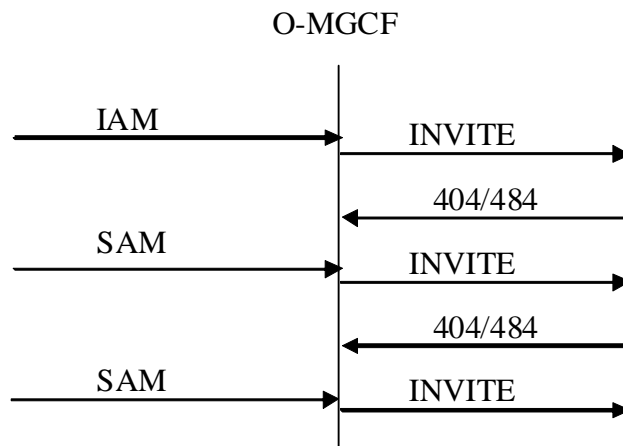 O-MGCF
IAM
INVITE
404/484
SAM
INVITE
404/484
SAM
INVITE